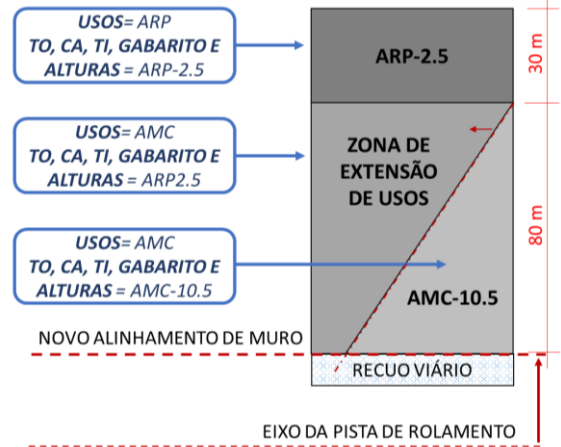 USOS= ARP
TO, CA, TI, GABARITO E
ALTURAS = ARP-2.5
ARP-2.5
30 m
USOS= AMC
TO, CA, TI, GABARITO E
ALTURAS = ARP2.5
ZONA DE
EXTENSÃO
DE USOS
80 m
USOS= AMC
TO, CA, TI, GABARITO E
ALTURAS = AMC-10.5
AMC-10.5
NOVO ALINHAMENTO DE MURO
RECUO VIÁRIO
EIXO DA PISTA DE ROLAMENTO